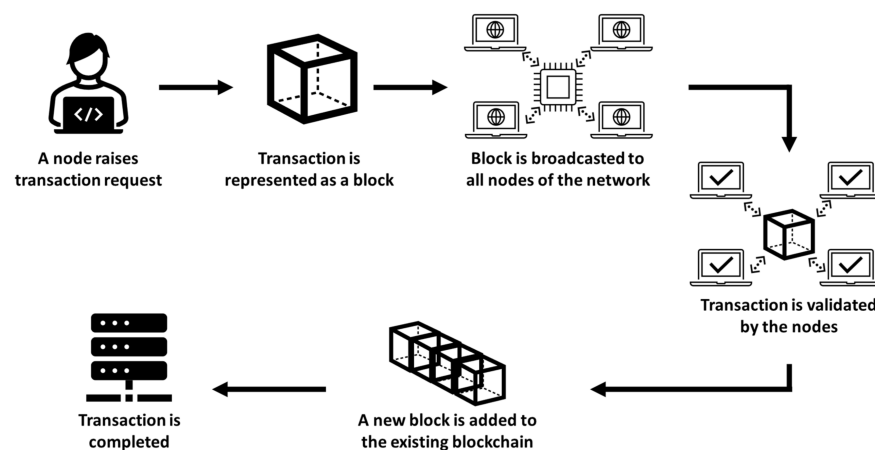 </>
A node raises
transaction request
Transaction is
represented as a block
Block is broadcasted to
all nodes of the network
Transaction is validated
by the nodes
A new block is added to
the existing blockchain
Transaction is
completed